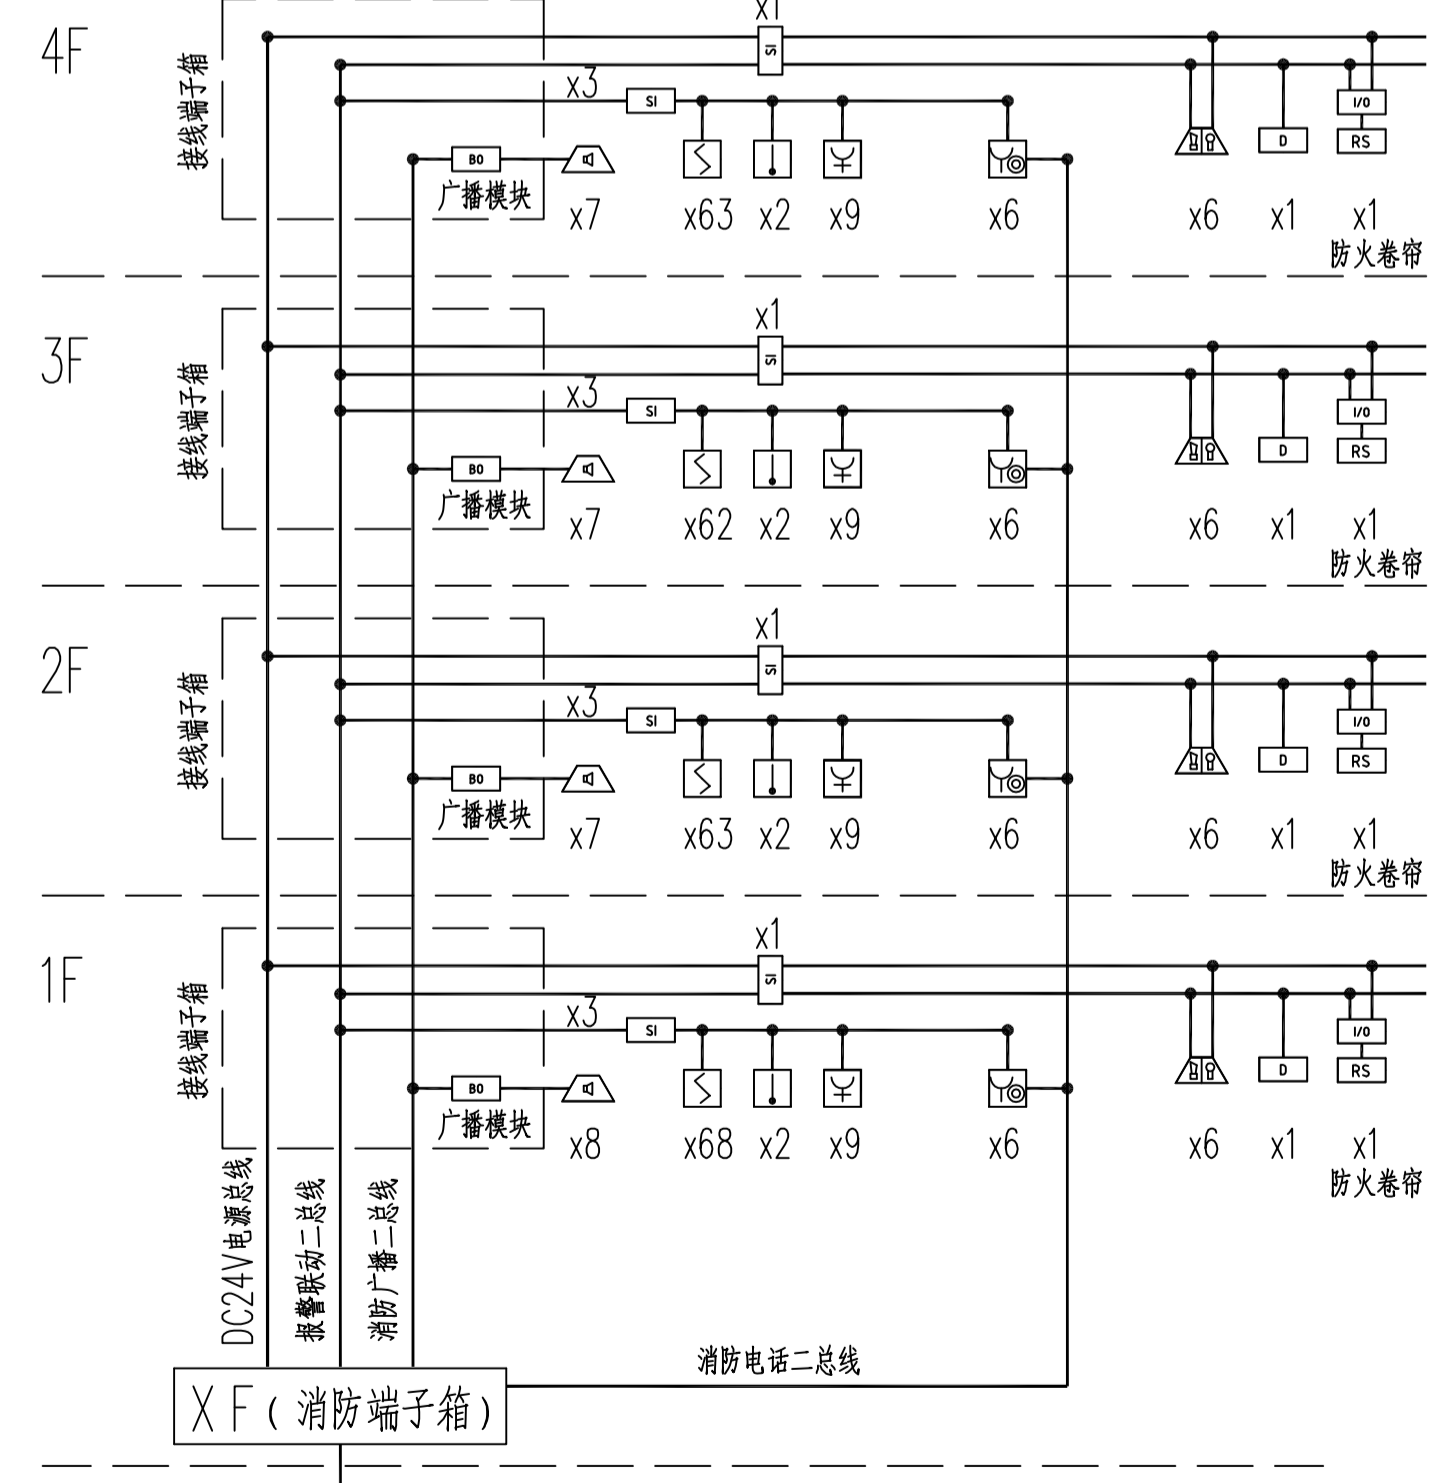 x1
4F
接线端子箱
SI
x3
SI
BO
广播模块
I/O
D
RS
x7
x63
x2
x9
x6
x6
x1
x1
防火卷帘
x1
3F
接线端子箱
SI
x3
SI
BO
广播模块
I/O
D
RS
x7
x62
x2
x9
x6
x6
x1
x1
防火卷帘
x1
2F
接线端子箱
SI
x3
SI
BO
广播模块
I/O
D
RS
x7
x63
x2
x9
x6
x6
x1
x1
防火卷帘
x1
1F
接线端子箱
SI
x3
SI
BO
广播模块
I/O
D
RS
x8
x68
x2
x9
x6
x6
x1
x1
防火卷帘
DC24V电源总线
报警联动二总线
消防广播二总线
消防电话二总线
XF(消防端子箱)